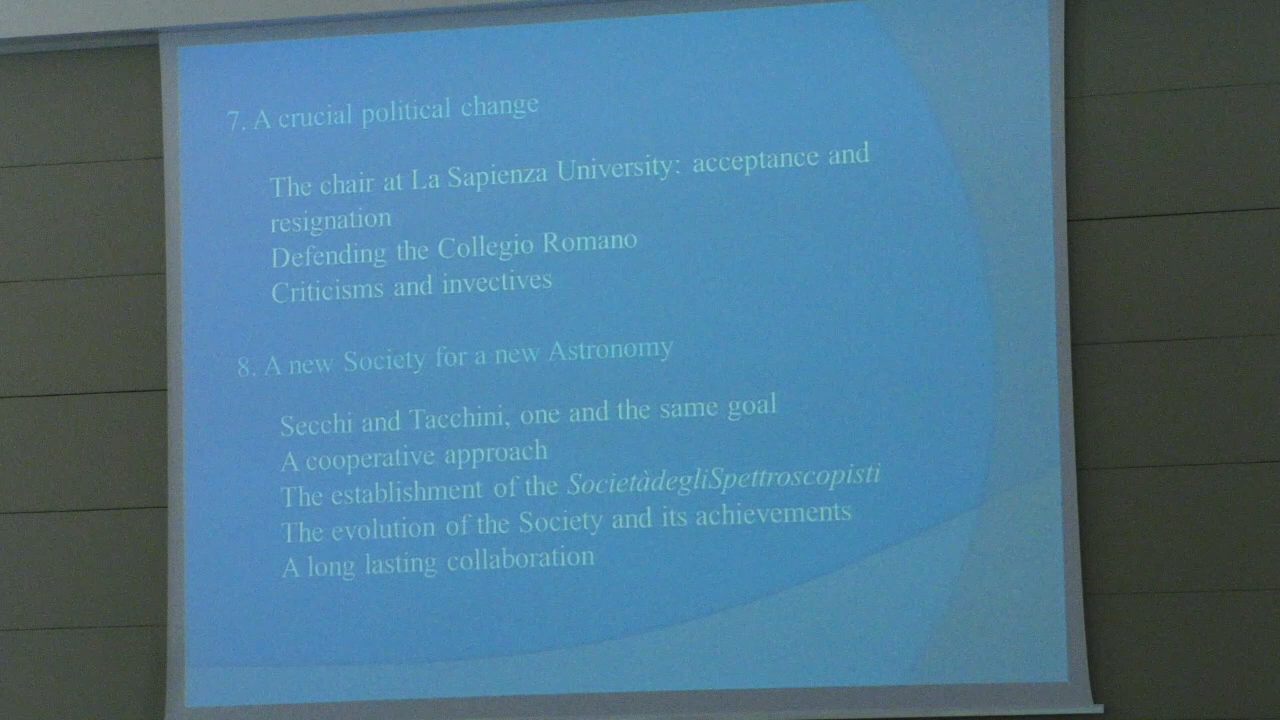 7. A crucial political change
The chair at La Sapienza University: acceptance and
resignation
Defending the Collegio Romano
Criticisms and invectives
8. A new Society for a new Astronomy
Secchi and Tacchini, one and the same goal
A cooperative approach
The establishment of the SocietàdegliSpettroscopisti
The evolution of the Society and its achievements
A long lasting collaboration